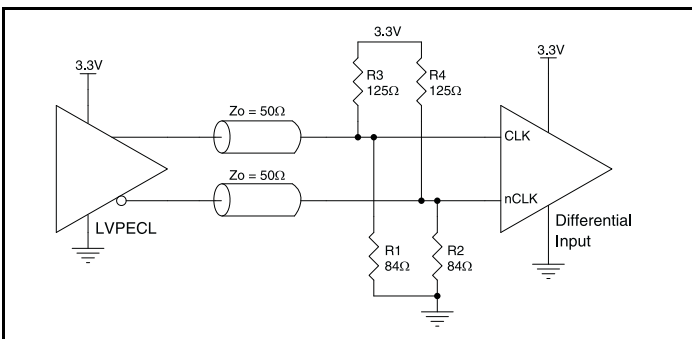 3.3V
3.3V
3.3V
R3
125Ω
R4
125Ω
Zo = 50Ω
CLK
Zo = 50Ω
nCLK
LVPECL
Differential
Input
R1
84Ω
R2
84Ω